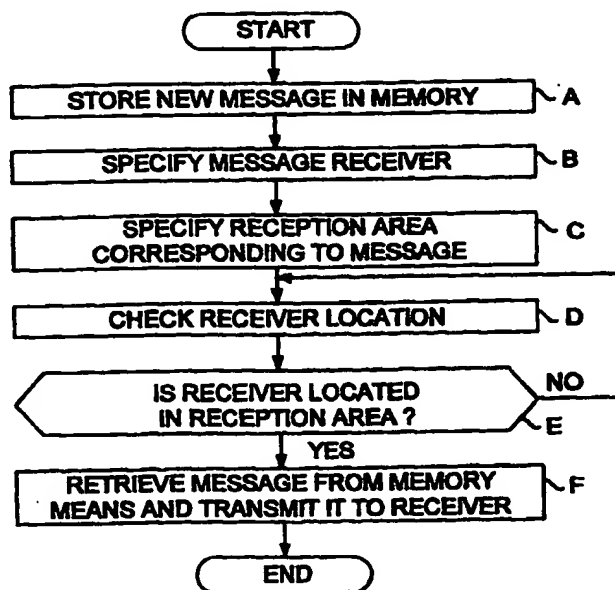 START
STORE NEW MESSAGE IN MEMORY
A
SPECIFY MESSAGE RECEIVER
B
SPECIFY RECEPTION AREA
CORRESPONDING TO MESSAGE
C
CHECK RECEIVER LOCATION
D
IS RECEIVER LOCATED
IN RECEPTION AREA ?
NO
E
YES
RETRIEVE MESSAGE FROM MEMORY
MEANS AND TRANSMIT IT TO RECEIVER
F
END